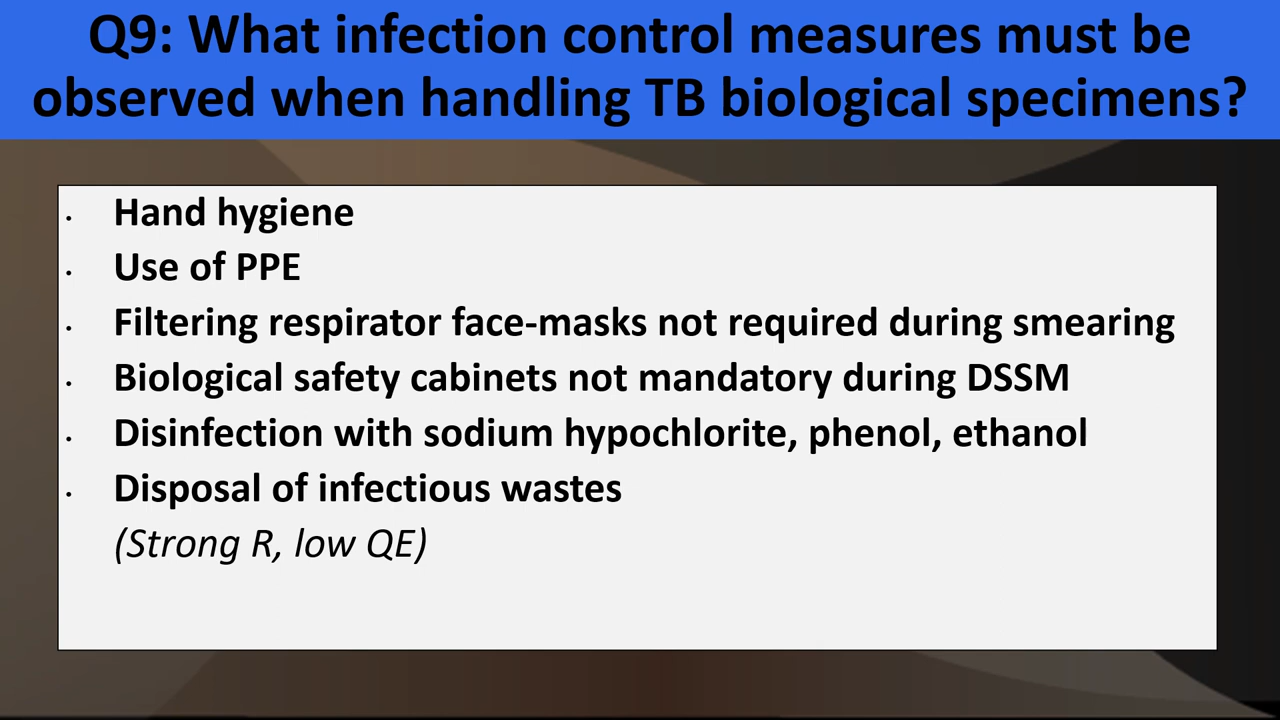 Q9: What infection control measures must be
observed when handling TB biological specimens?
• Hand hygiene
• Use of PPE
• Filtering respirator face-masks not required during smearing
• Biological safety cabinets not mandatory during DSSM
• Disinfection with sodium hypochlorite, phenol, ethanol
• Disposal of infectious wastes
(Strong R, low QE)